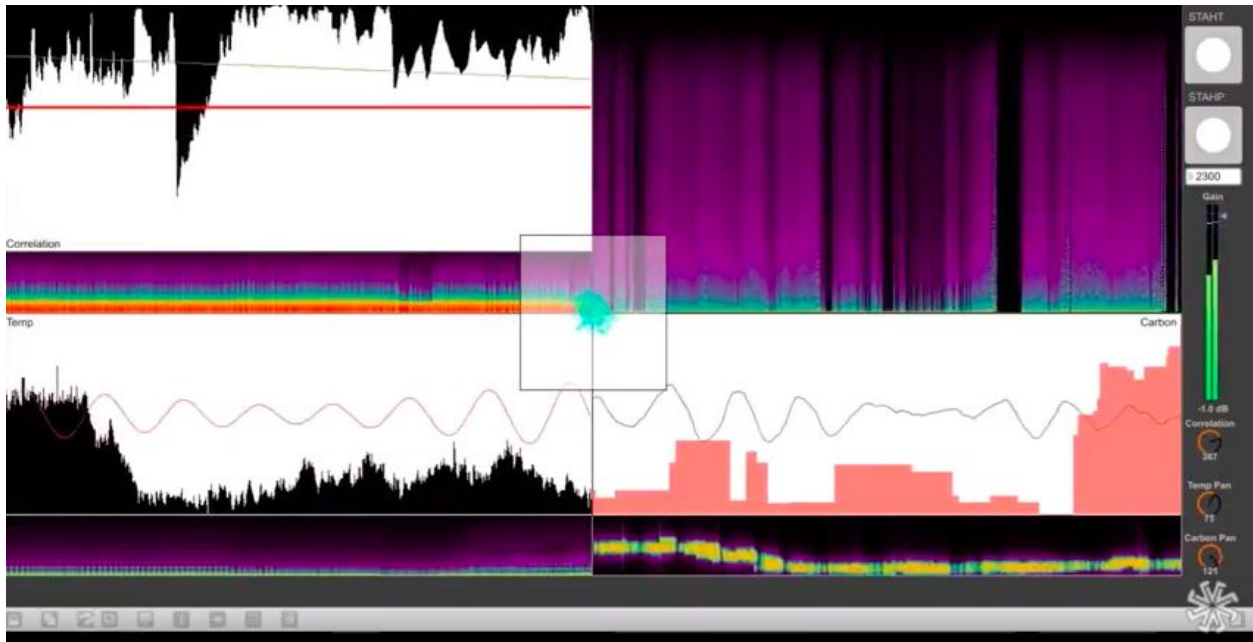 STAHT
STAHP
2300
Gain
Correlation
Temp
Carbon
-1.0 dB
Correlation
367
Temp Pan
75
Carbon Pan
121